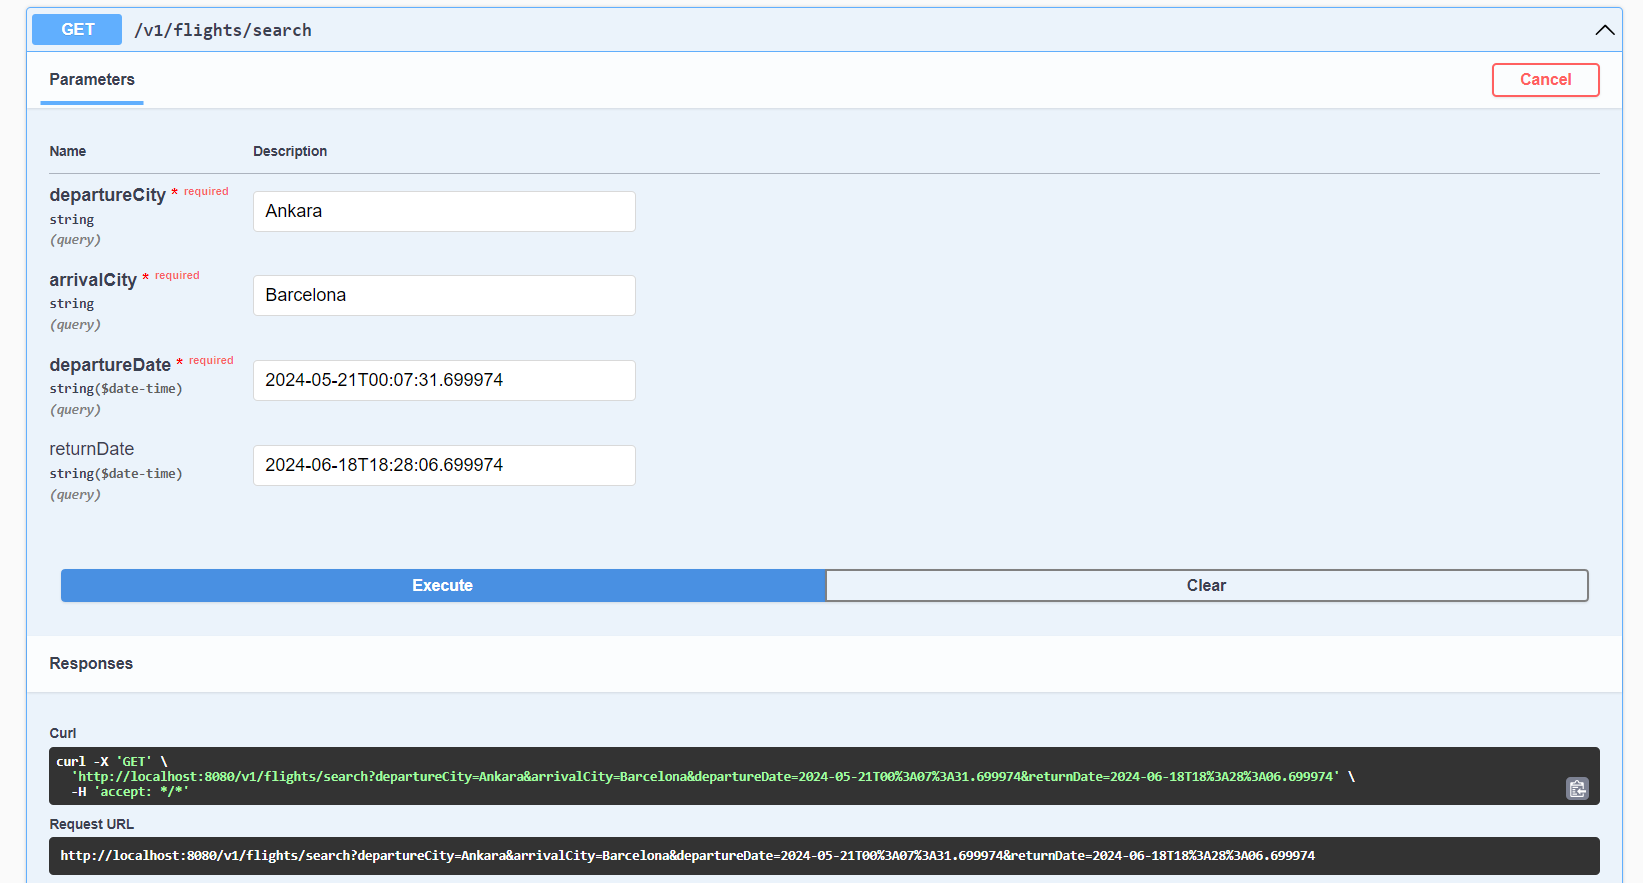 GET /v1/flights/search
Parameters
Cancel
Name Description
departureCity * required
string
(query)
Ankara
arrivalCity * required
string
(query)
Barcelona
departureDate * required
string($date-time)
(query)
2024-05-21T00:07:31.699974
returnDate
string($date-time)
(query)
2024-06-18T18:28:06.699974
Execute Clear
Responses
Curl
curl -X 'GET' \
'http://localhost:8080/v1/flights/search?departureCity=Ankara&arrivalCity=Barcelona&departureDate=2024-05-21T00%3A07%3A31.699974&returnDate=2024-06-18T18%3A28%3A06.699974' \
-H 'accept: */*'
Request URL
http://localhost:8080/v1/flights/search?departureCity=Ankara&arrivalCity=Barcelona&departureDate=2024-05-21T00%3A07%3A31.699974&returnDate=2024-06-18T18%3A28%3A06.699974